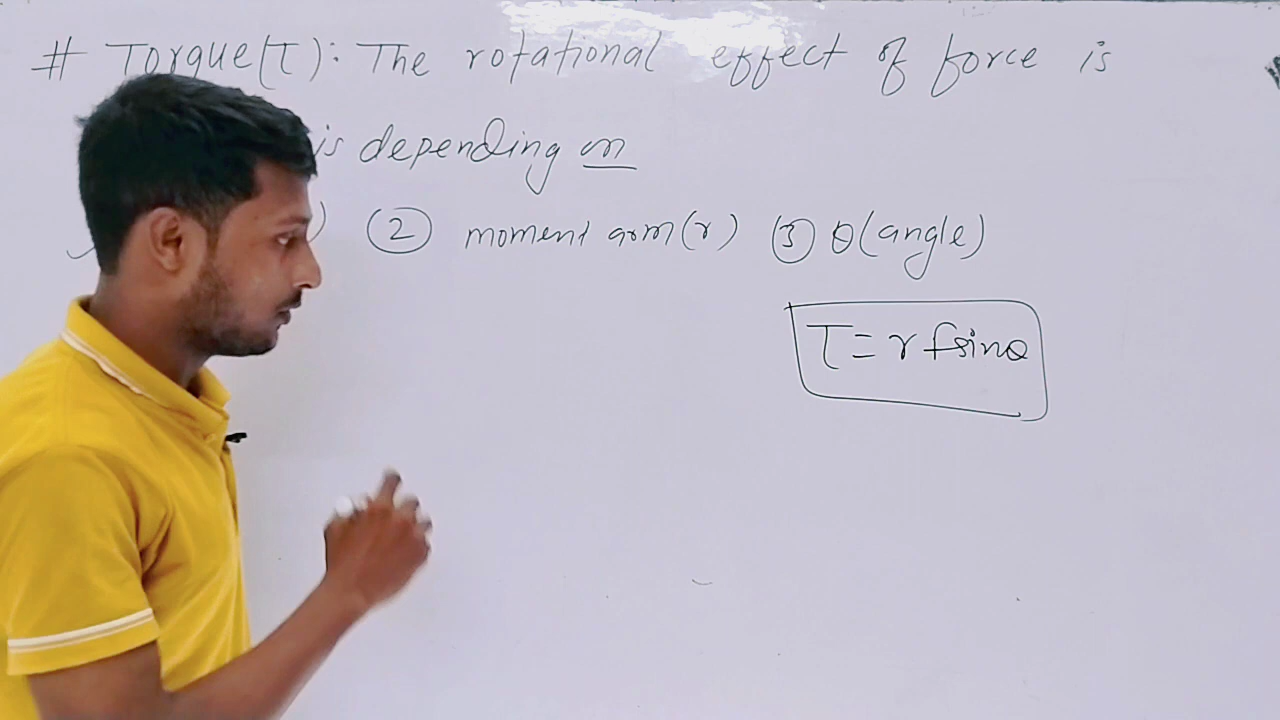 # Torque(τ): The rotational effect of force is
is depending on
) (2) moment arm(r) (3) θ(angle)
τ = r f sinθ